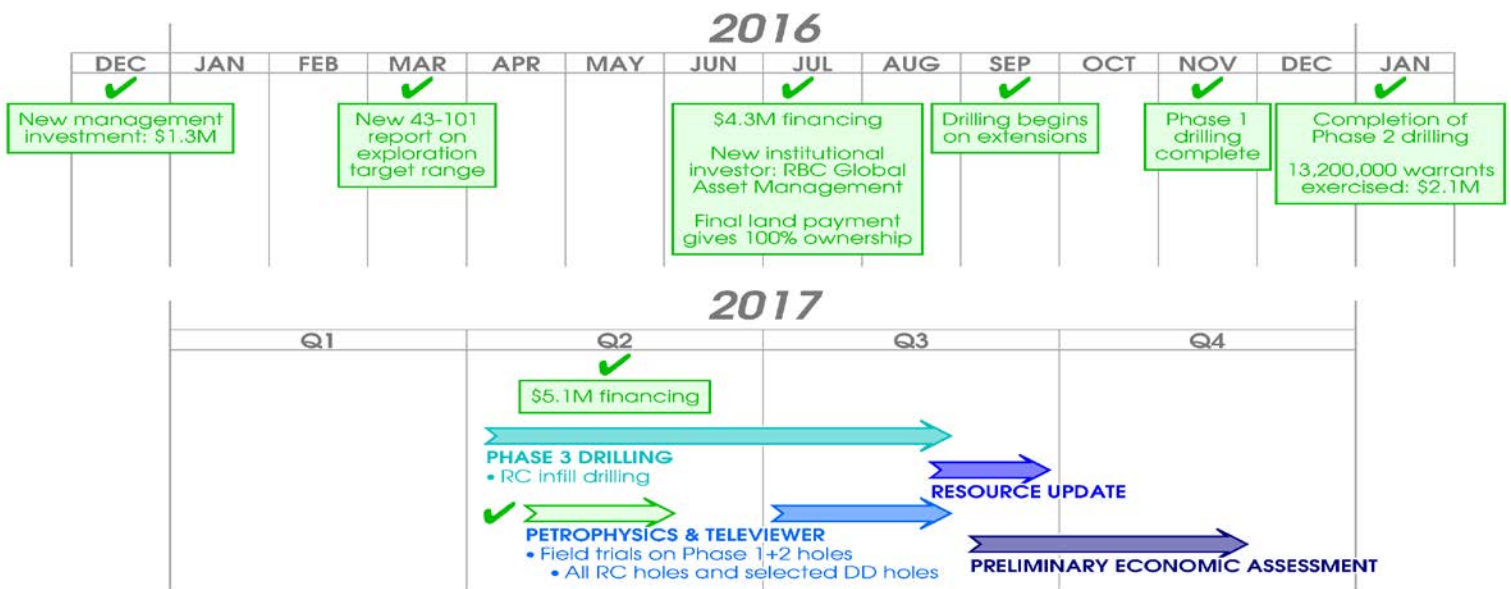 2016
DEC JAN FEB MAR APR MAY JUN JUL AUG SEP OCT NOV DEC JAN
New management
investment: $1.3M
New 43-101
report on
exploration
target range
$4.3M financing
New institutional
investor: RBC Global
Asset Management
Final land payment
gives 100% ownership
Drilling begins
on extensions
Phase 1
drilling
complete
Completion of
Phase 2 drilling
13,200,000 warrants
exercised: $2.1M
2017
Q1 Q2 Q3 Q4
$5.1M financing
PHASE 3 DRILLING
• RC infill drilling
RESOURCE UPDATE
PETROPHYSICS & TELEVIEWER
• Field trials on Phase 1+2 holes
• All RC holes and selected DD holes
PRELIMINARY ECONOMIC ASSESSMENT